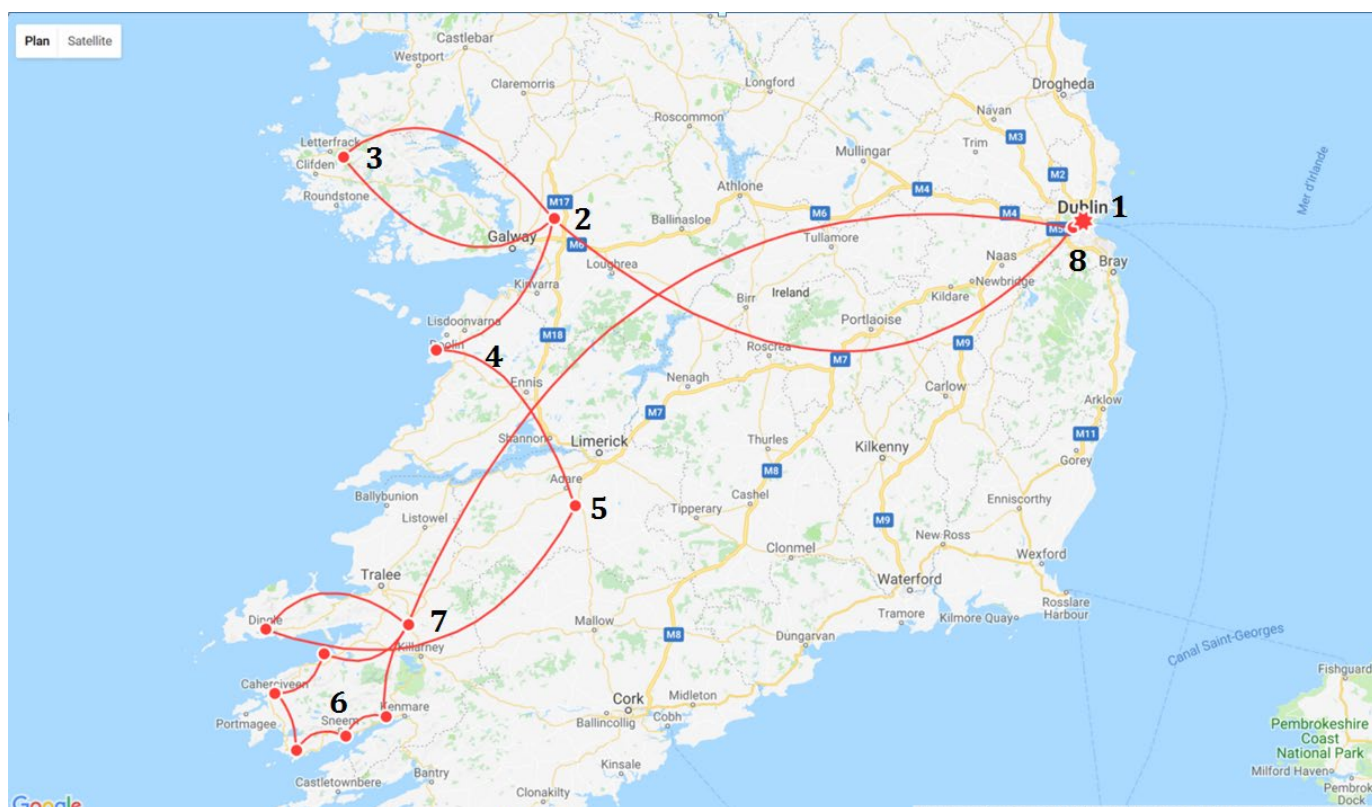 Plan Satellite
Castlebar
Westport
Claremorris
Longford
Drogheda
Roscommon
Navan
Trim
M3
Letterfrack
Clifden
Roundstone
3
Mullingar
M2
M4
M4
Athlone
M17
2
Ballinasloe
M6
Dublin 1
Mer d'Irlande
Galway
M6
Tullamore
Loughrea
Naas
8
Bray
Kinvarra
Birr
Ireland
Kildare
Newbridge
Lisdoonvarna
Doolin
4
M18
Portlaoise
Roscrea
M7
M9
Ennis
Nenagh
Carlow
Arklow
M7
Shannon
Limerick
Thurles
Kilkenny
M11
Gorey
Adare
M8
Ballybunion
Listowel
5
Cashel
Tipperary
M9
Enniscorthy
Clonmel
New Ross
Wexford
Tralee
Waterford
Rosslare
Harbour
Dingle
7
Mallow
M8
Dungarvan
Tramore
Kilmore Quay
Killarney
Canal Saint-Georges
Fishguard
Caherciveen
Portmagee
6
Sneem
Kenmare
Cork
Midleton
Ballincollig
Cobh
Pembrokeshire
Coast
National Park
Castletownbere
Bantry
Kinsale
Milford Haven
Clonakilty
Pembroke
Dock
Google